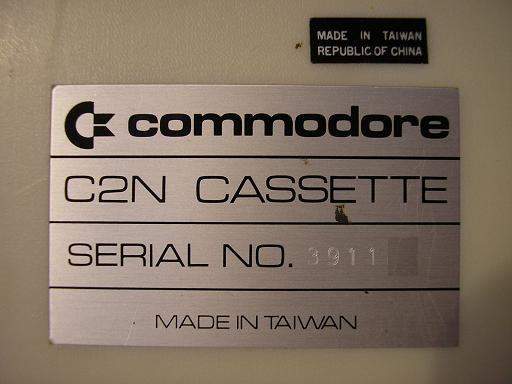 MADE IN TAIWAN
REPUBLIC OF CHINA
commodore
C2N CASSETTE
SERIAL NO. 3911
MADE IN TAIWAN